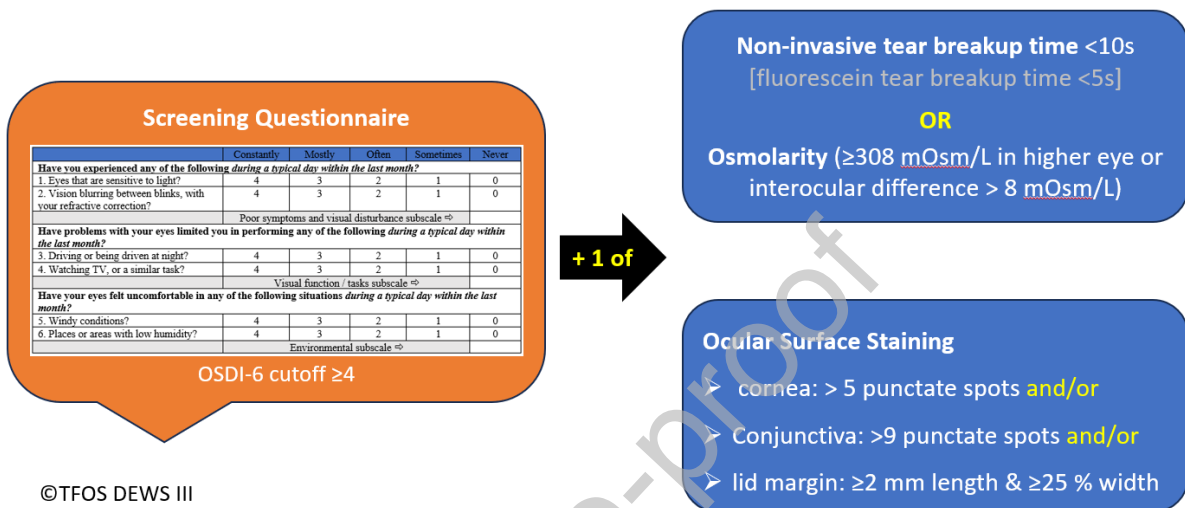 Screening Questionnaire
Constantly Mostly Often Sometimes Never
Have you experienced any of the following during a typical day within the last month?
1. Eyes that are sensitive to light? 4 3 2 1 0
2. Vision blurring between blinks, with your refractive correction? 4 3 2 1 0
Poor symptoms and visual disturbance subscale ⇨
Have problems with your eyes limited you in performing any of the following during a typical day within
the last month?
3. Driving or being driven at night? 4 3 2 1 0
4. Watching TV, or a similar task? 4 3 2 1 0
Visual function / tasks subscale ⇨
Have your eyes felt uncomfortable in any of the following situations during a typical day within the last
month?
5. Windy conditions? 4 3 2 1 0
6. Places or areas with low humidity? 4 3 2 1 0
Environmental subscale ⇨
OSDI-6 cutoff ≥4
©TFOS DEWS III
+ 1 of
Non-invasive tear breakup time <10s
[fluorescein tear breakup time <5s]
OR
Osmolarity (≥308 mOsm/L in higher eye or
interocular difference > 8 mOsm/L)
Ocular Surface Staining
➢ cornea: > 5 punctate spots and/or
➢ Conjunctiva: >9 punctate spots and/or
➢ lid margin: ≥2 mm length & ≥25 % width
-proof